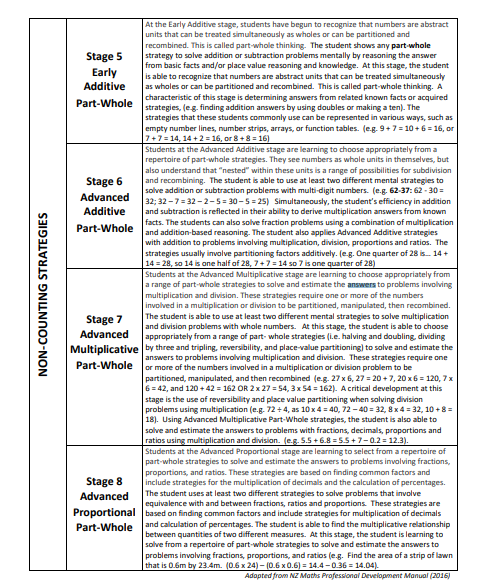 NON-COUNTING STRATEGIES
Stage 5
Early
Additive
Part-Whole
At the Early Additive stage, students have begun to recognize that numbers are abstract
units that can be treated simultaneously as wholes or can be partitioned and
recombined. This is called part-whole thinking. The student shows any part-whole
strategy to solve addition or subtraction problems mentally by reasoning the answer
from basic facts and/or place value reasoning and knowledge. At this stage, the student
is able to recognize that numbers are abstract units that can be treated simultaneously
as wholes or can be partitioned and recombined. This is called part-whole thinking. A
characteristic of this stage is determining answers from related known facts or acquired
strategies, (e.g. finding addition answers by using doubles or making a ten). The
strategies that these students commonly use can be represented in various ways, such as
empty number lines, number strips, arrays, or function tables. (e.g. 9 + 7 = 10 + 6 = 16, or
7 + 7 = 14, 14 + 2 = 16, or 8 + 8 = 16)
Stage 6
Advanced
Additive
Part-Whole
Students at the Advanced Additive stage are learning to choose appropriately from a
repertoire of part-whole strategies. They see numbers as whole units in themselves, but
also understand that "nested" within these units is a range of possibilities for subdivision
and recombining. The student is able to use at least two different mental strategies to
solve addition or subtraction problems with multi-digit numbers. (e.g. 62-37: 62 - 30 =
32; 32 – 7 = 32 – 2 – 5 = 30 – 5 = 25) Simultaneously, the student's efficiency in addition
and subtraction is reflected in their ability to derive multiplication answers from known
facts. The students can also solve fraction problems using a combination of multiplication
and addition-based reasoning. The student also applies Advanced Additive strategies
with addition to problems involving multiplication, division, proportions and ratios. The
strategies usually involve partitioning factors additively. (e.g. One quarter of 28 is... 14 +
14 = 28, so 14 is one half of 28, 7 + 7 = 14 so 7 is one quarter of 28)
Stage 7
Advanced
Multiplicative
Part-Whole
Students at the Advanced Multiplicative stage are learning to choose appropriately from
a range of part-whole strategies to solve and estimate the answers to problems involving
multiplication and division. These strategies require one or more of the numbers
involved in a multiplication or division to be partitioned, manipulated, then recombined.
The student is able to use at least two different mental strategies to solve multiplication
and division problems with whole numbers. At this stage, the student is able to choose
appropriately from a range of part- whole strategies (i.e. halving and doubling, dividing
by three and tripling, reversibility, and place-value partitioning) to solve and estimate the
answers to problems involving multiplication and division. These strategies require one
or more of the numbers involved in a multiplication or division to be
partitioned, manipulated, and then recombined (e.g. 27 x 6, 27 = 20 + 7, 20 x 6 = 120, 7 x
6 = 42, and 120 + 42 = 162 OR 2 x 27 = 54, 3 x 54 = 162). A critical development at this
stage is the use of reversibility and place value partitioning when solving division
problems using multiplication (e.g. 72 ÷ 4, as 10 x 4 = 40, 72 – 40 = 32, 8 x 4 = 32, 10 + 8 =
18). Using Advanced Multiplicative Part-Whole strategies, the student is also able to
solve and estimate the answers to problems with fractions, decimals, proportions and
ratios using multiplication and division. (e.g. 5.5 + 6.8 = 5.5 + 7 – 0.2 = 12.3).
Stage 8
Advanced
Proportional
Part-Whole
Students at the Advanced Proportional stage are learning to select from a repertoire of
part-whole strategies to solve and estimate the answers to problems involving fractions,
proportions, and ratios. These strategies are based on finding common factors and
include strategies for the multiplication of decimals and the calculation of percentages.
The student uses at least two different strategies to solve problems that involve
equivalence with and between fractions, ratios and proportions. These strategies are
based on finding common factors and include strategies for multiplication of decimals
and calculation of percentages. The student is able to find the multiplicative relationship
between quantities of two different measures. At this stage, the student is learning to
solve from a repertoire of part-whole strategies to solve and estimate the answers to
problems involving fractions, proportions, and ratios (e.g. Find the area of a strip of lawn
that is 0.6m by 23.4m. (0.6 x 24) – (0.6 x 0.6) = 14.4 – 0.36 = 14.04).
Adapted from NZ Maths Professional Development Manual (2016)